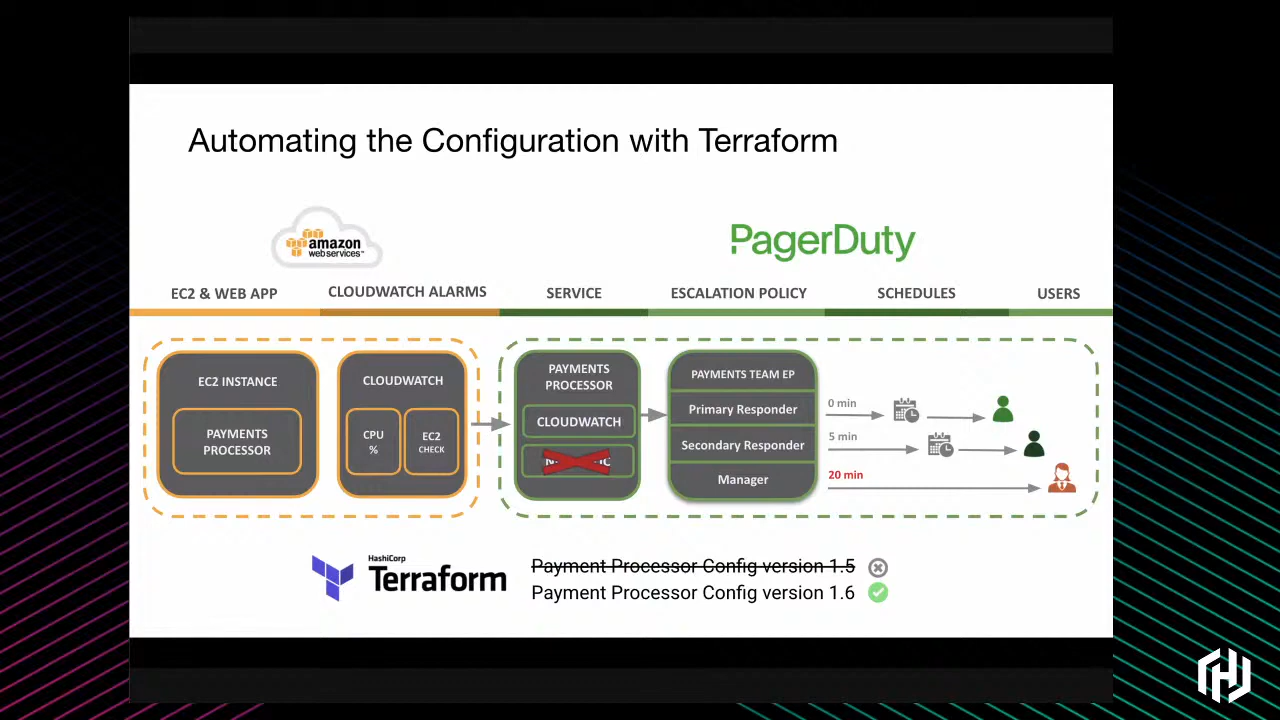 Automating the Configuration with Terraform
amazon
webservices™
PagerDuty
EC2 & WEB APP
CLOUDWATCH ALARMS
SERVICE
ESCALATION POLICY
SCHEDULES
USERS
EC2 INSTANCE
PAYMENTS
PROCESSOR
CLOUDWATCH
CPU
%
EC2
CHECK
PAYMENTS
PROCESSOR
CLOUDWATCH
PAYMENTS TEAM EP
Primary Responder
Secondary Responder
Manager
0 min
5 min
20 min
HashiCorp
Terraform
Payment Processor Config version 1.5
Payment Processor Config version 1.6